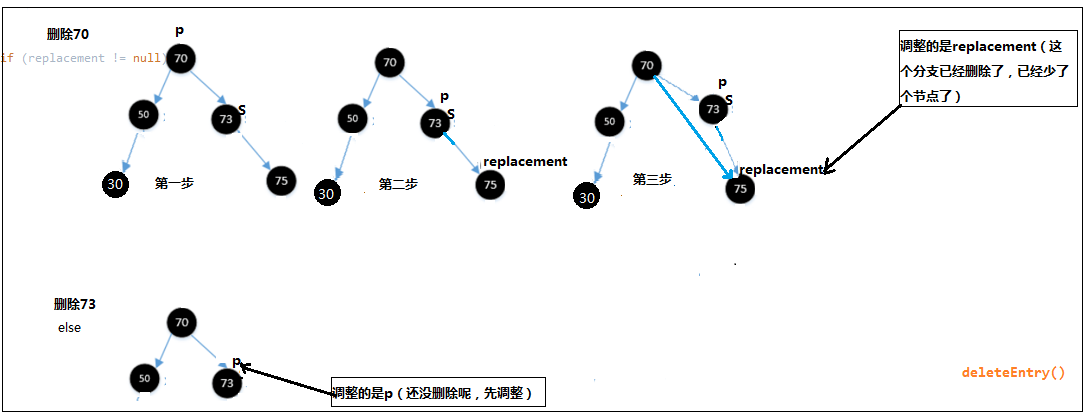 删除70
p
if (replacement != null)
70
50
S
73
30
第一步
75
70
p
S
50
73
replacement
30
第二步
75
70
p
S
50
73
replacement
30
第三步
75
调整的是replacement（这
个分支已经删除了，已经少了
个节点了）
删除73
else
70
p
50
73
调整的是p（还没删除呢，先调整）
deleteEntry()